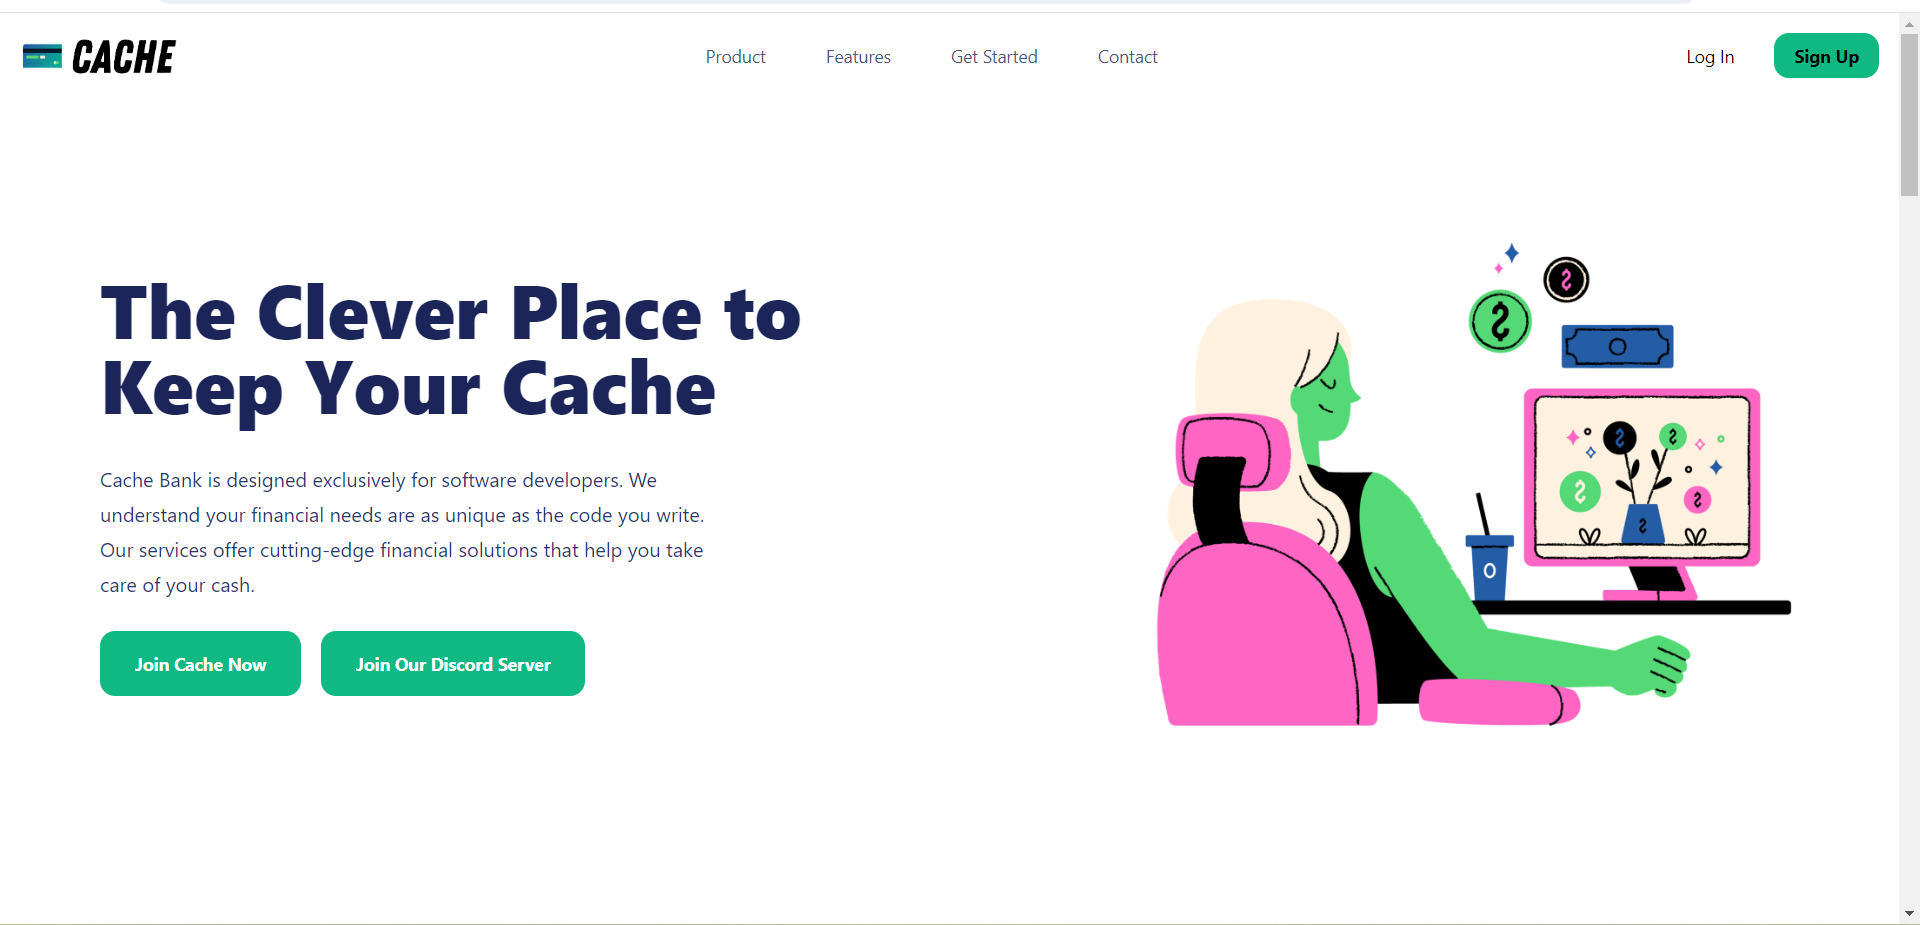 CACHE
Product
Features
Get Started
Contact
Log In
Sign Up
The Clever Place to
Keep Your Cache
Cache Bank is designed exclusively for software developers. We
understand your financial needs are as unique as the code you write.
Our services offer cutting-edge financial solutions that help you take
care of your cash.
Join Cache Now
Join Our Discord Server